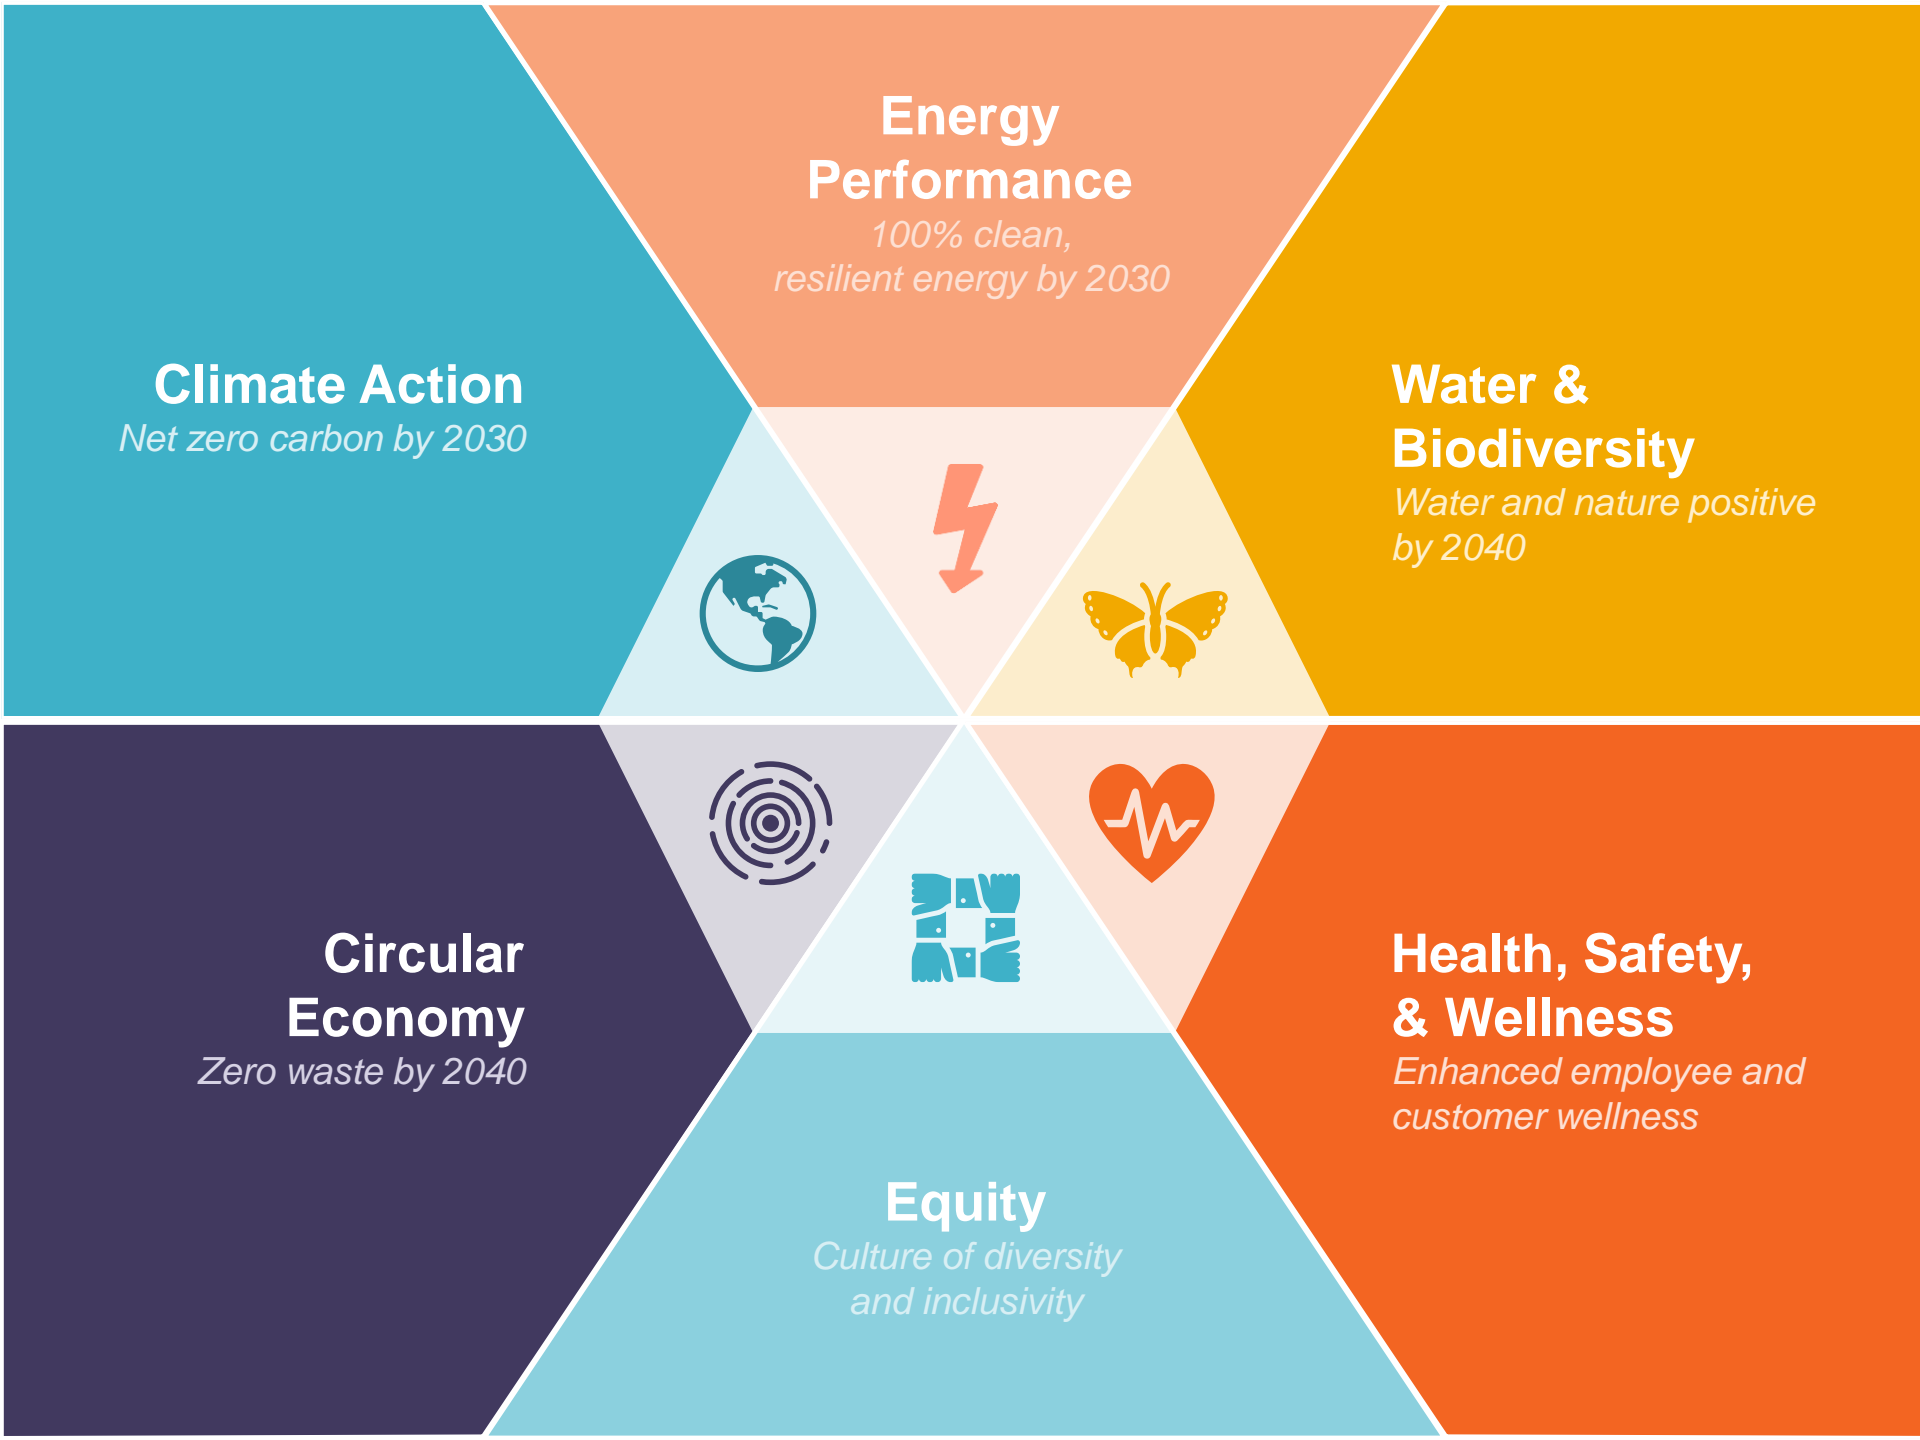 Energy
Performance
100% clean,
resilient energy by 2030
Climate Action
Net zero carbon by 2030
Water &
Biodiversity
Water and nature positive
by 2040
Circular
Economy
Zero waste by 2040
Health, Safety,
& Wellness
Enhanced employee and
customer wellness
Equity
Culture of diversity
and inclusivity